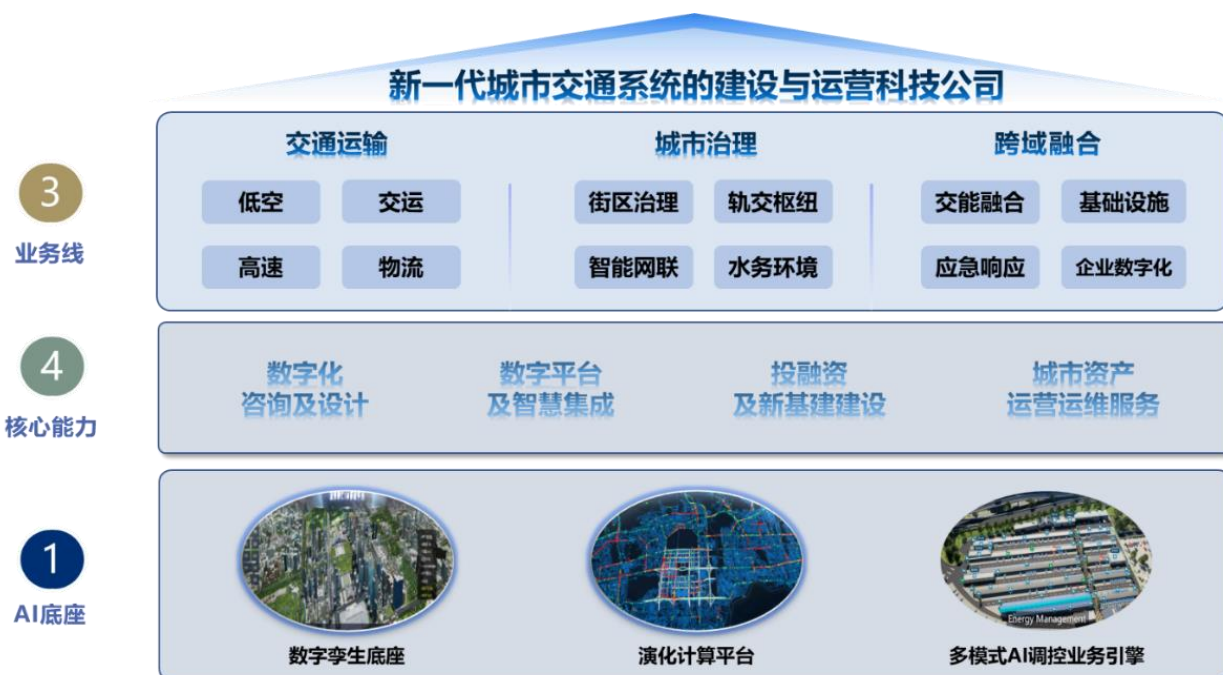 新一代城市交通系统的建设与运营科技公司
3
业务线
交通运输
低空
交运
高速
物流
城市治理
街区治理
轨交枢纽
智能网联
水务环境
跨域融合
交能融合
基础设施
应急响应
企业数字化
4
核心能力
数字化
咨询及设计
数字平台
及智慧集成
投融资
及新基建建设
城市资产
运营运维服务
1
AI底座
数字孪生底座
演化计算平台
Energy Management
多模式AI调控业务引擎